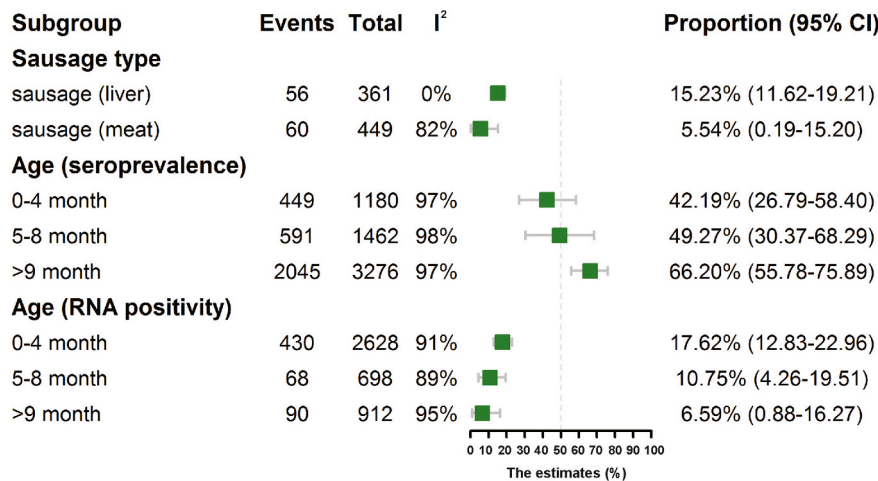 Subgroup Events Total I² Proportion (95% CI)
Sausage type
sausage (liver) 56 361 0% 15.23% (11.62-19.21)
sausage (meat) 60 449 82% 5.54% (0.19-15.20)
Age (seroprevalence)
0-4 month 449 1180 97% 42.19% (26.79-58.40)
5-8 month 591 1462 98% 49.27% (30.37-68.29)
>9 month 2045 3276 97% 66.20% (55.78-75.89)
Age (RNA positivity)
0-4 month 430 2628 91% 17.62% (12.83-22.96)
5-8 month 68 698 89% 10.75% (4.26-19.51)
>9 month 90 912 95% 6.59% (0.88-16.27)
0 10 20 30 40 50 60 70 80 90 100
The estimates (%)